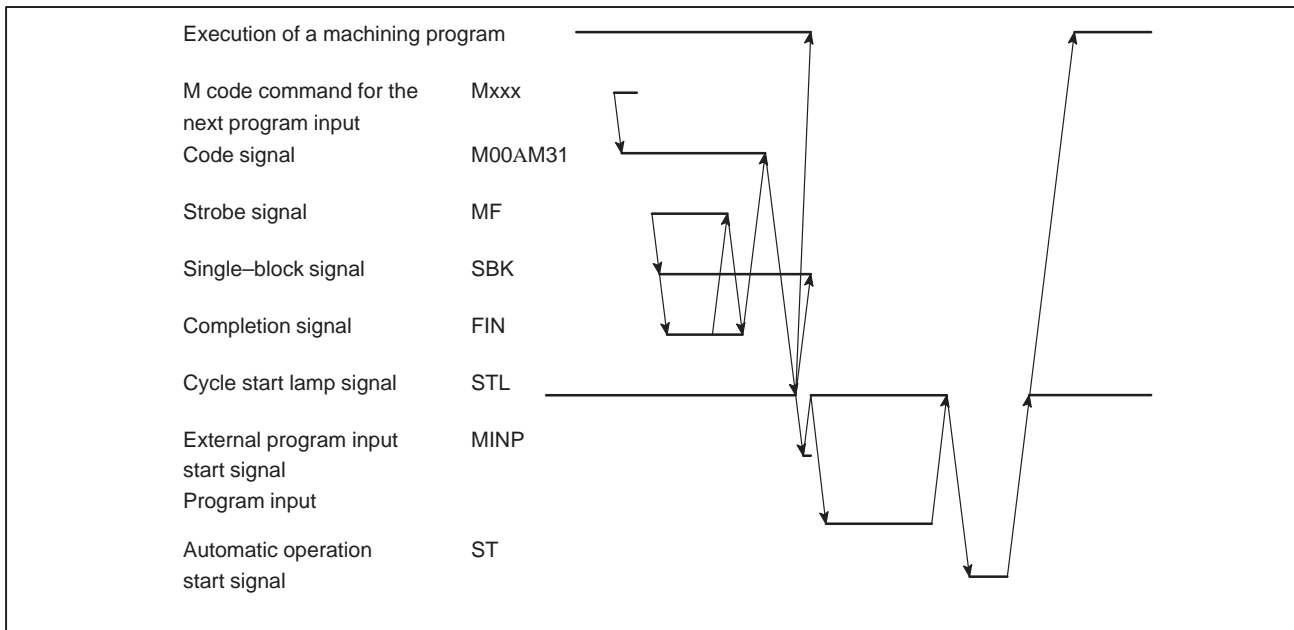 Execution of a machining program
M code command for the Mxxx
next program input
Code signal M00AM31
Strobe signal MF
Single–block signal SBK
Completion signal FIN
Cycle start lamp signal STL
External program input MINP
start signal
Program input
Automatic operation ST
start signal